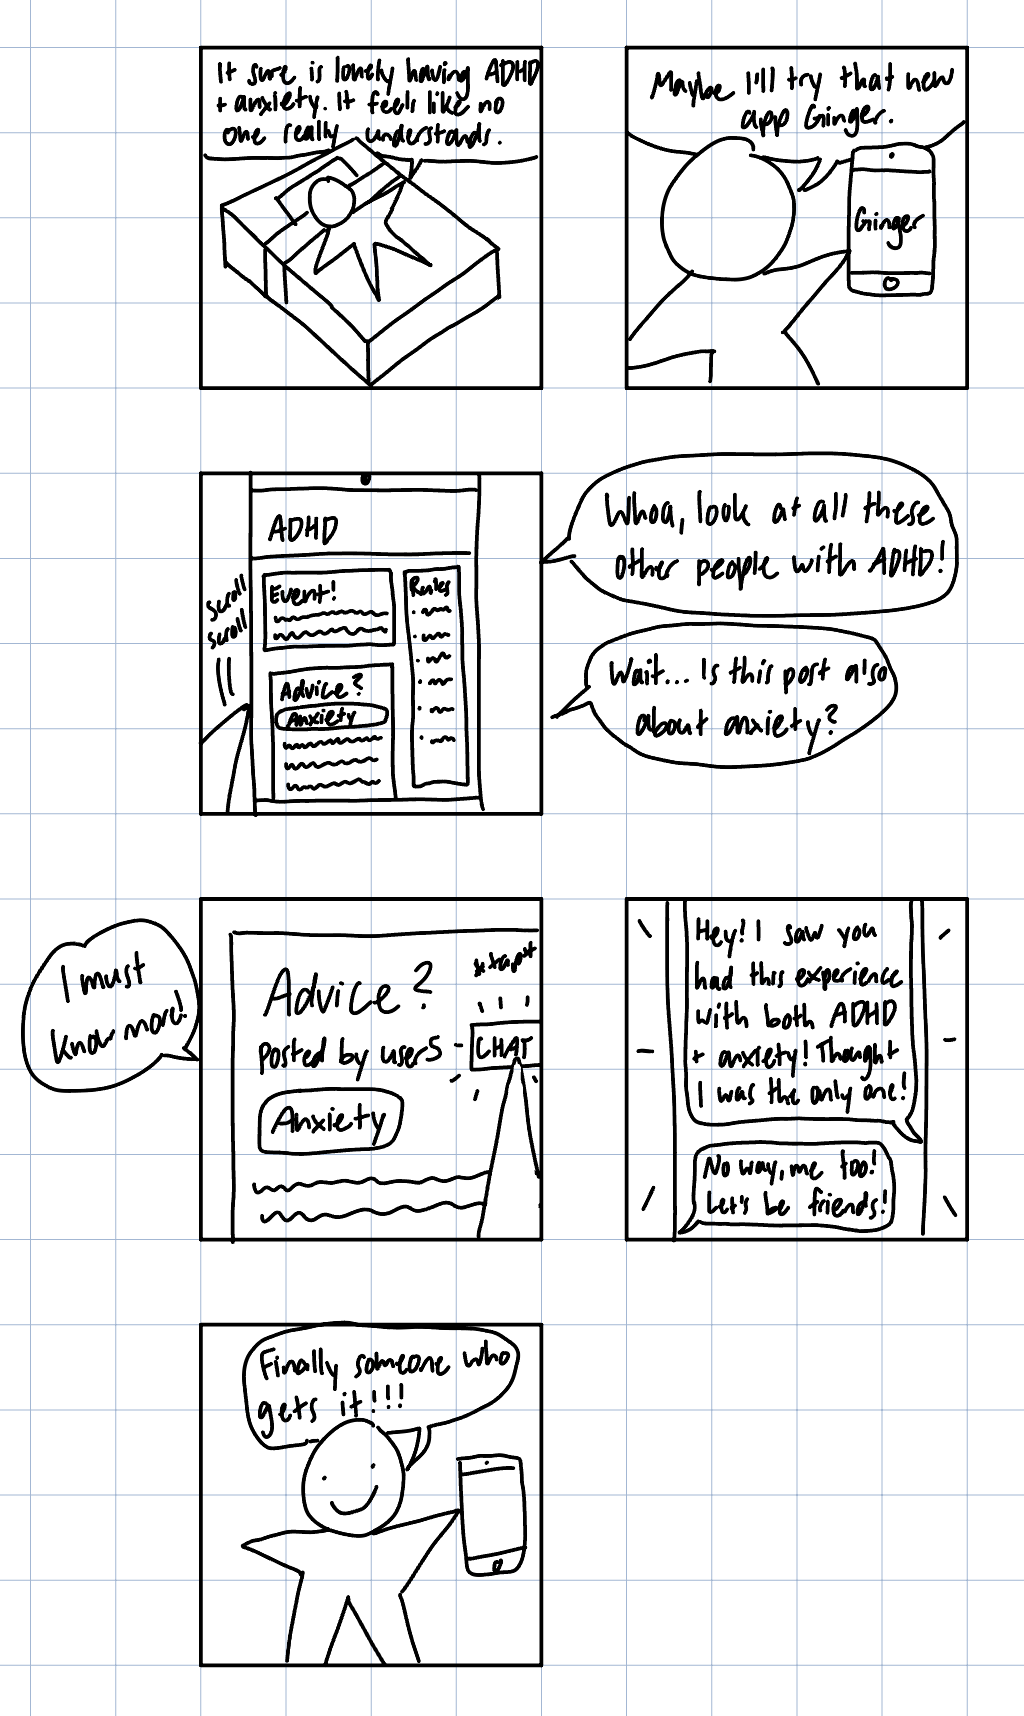 It sure is lonely having ADHD
+ anxiety. It feels like no
one really understands.
Maybe I'll try that new
app Ginger.
Ginger
ADHD
Event!
Rules
scroll
scroll
Advice?
Anxiety
Whoa, look at all these
other people with ADHD!
Wait... Is this post also
about anxiety?
I must
know more!
Advice?
Posted by user5
CHAT
Anxiety
Hey! I saw you
had this experience
with both ADHD
+ anxiety! Thought
I was the only one!
No way, me too!
Let's be friends!
Finally someone who
gets it!!!